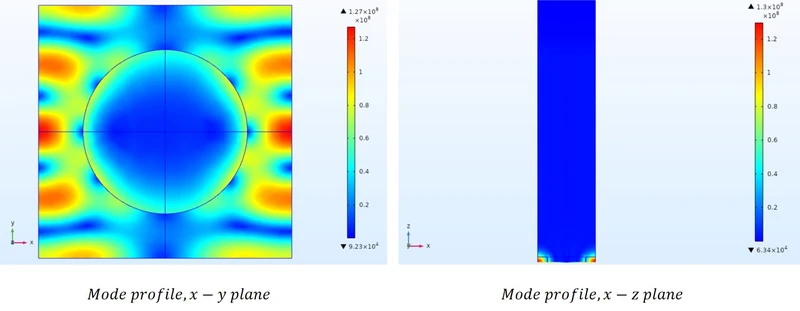 ▲ 1.27×10⁸
×10⁸
1.2
1
0.8
0.6
0.4
0.2
▼ 9.23×10⁴
y
z
x
▲ 1.3×10⁸
×10⁸
1.2
1
0.8
0.6
0.4
0.2
▼ 6.34×10⁴
z
y
x
Mode profile, x − y plane
Mode profile, x − z plane